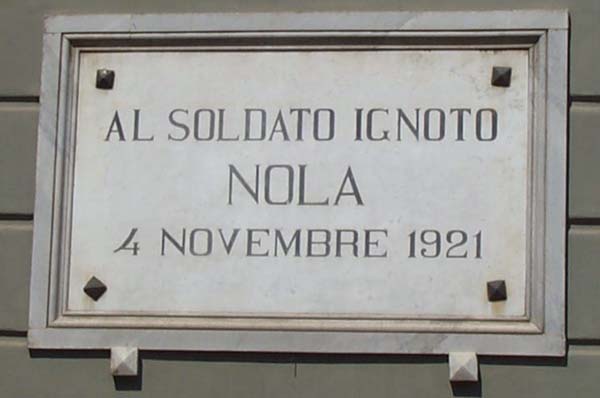 AL SOLDATO IGNOTO
NOLA
4 NOVEMBRE 1921